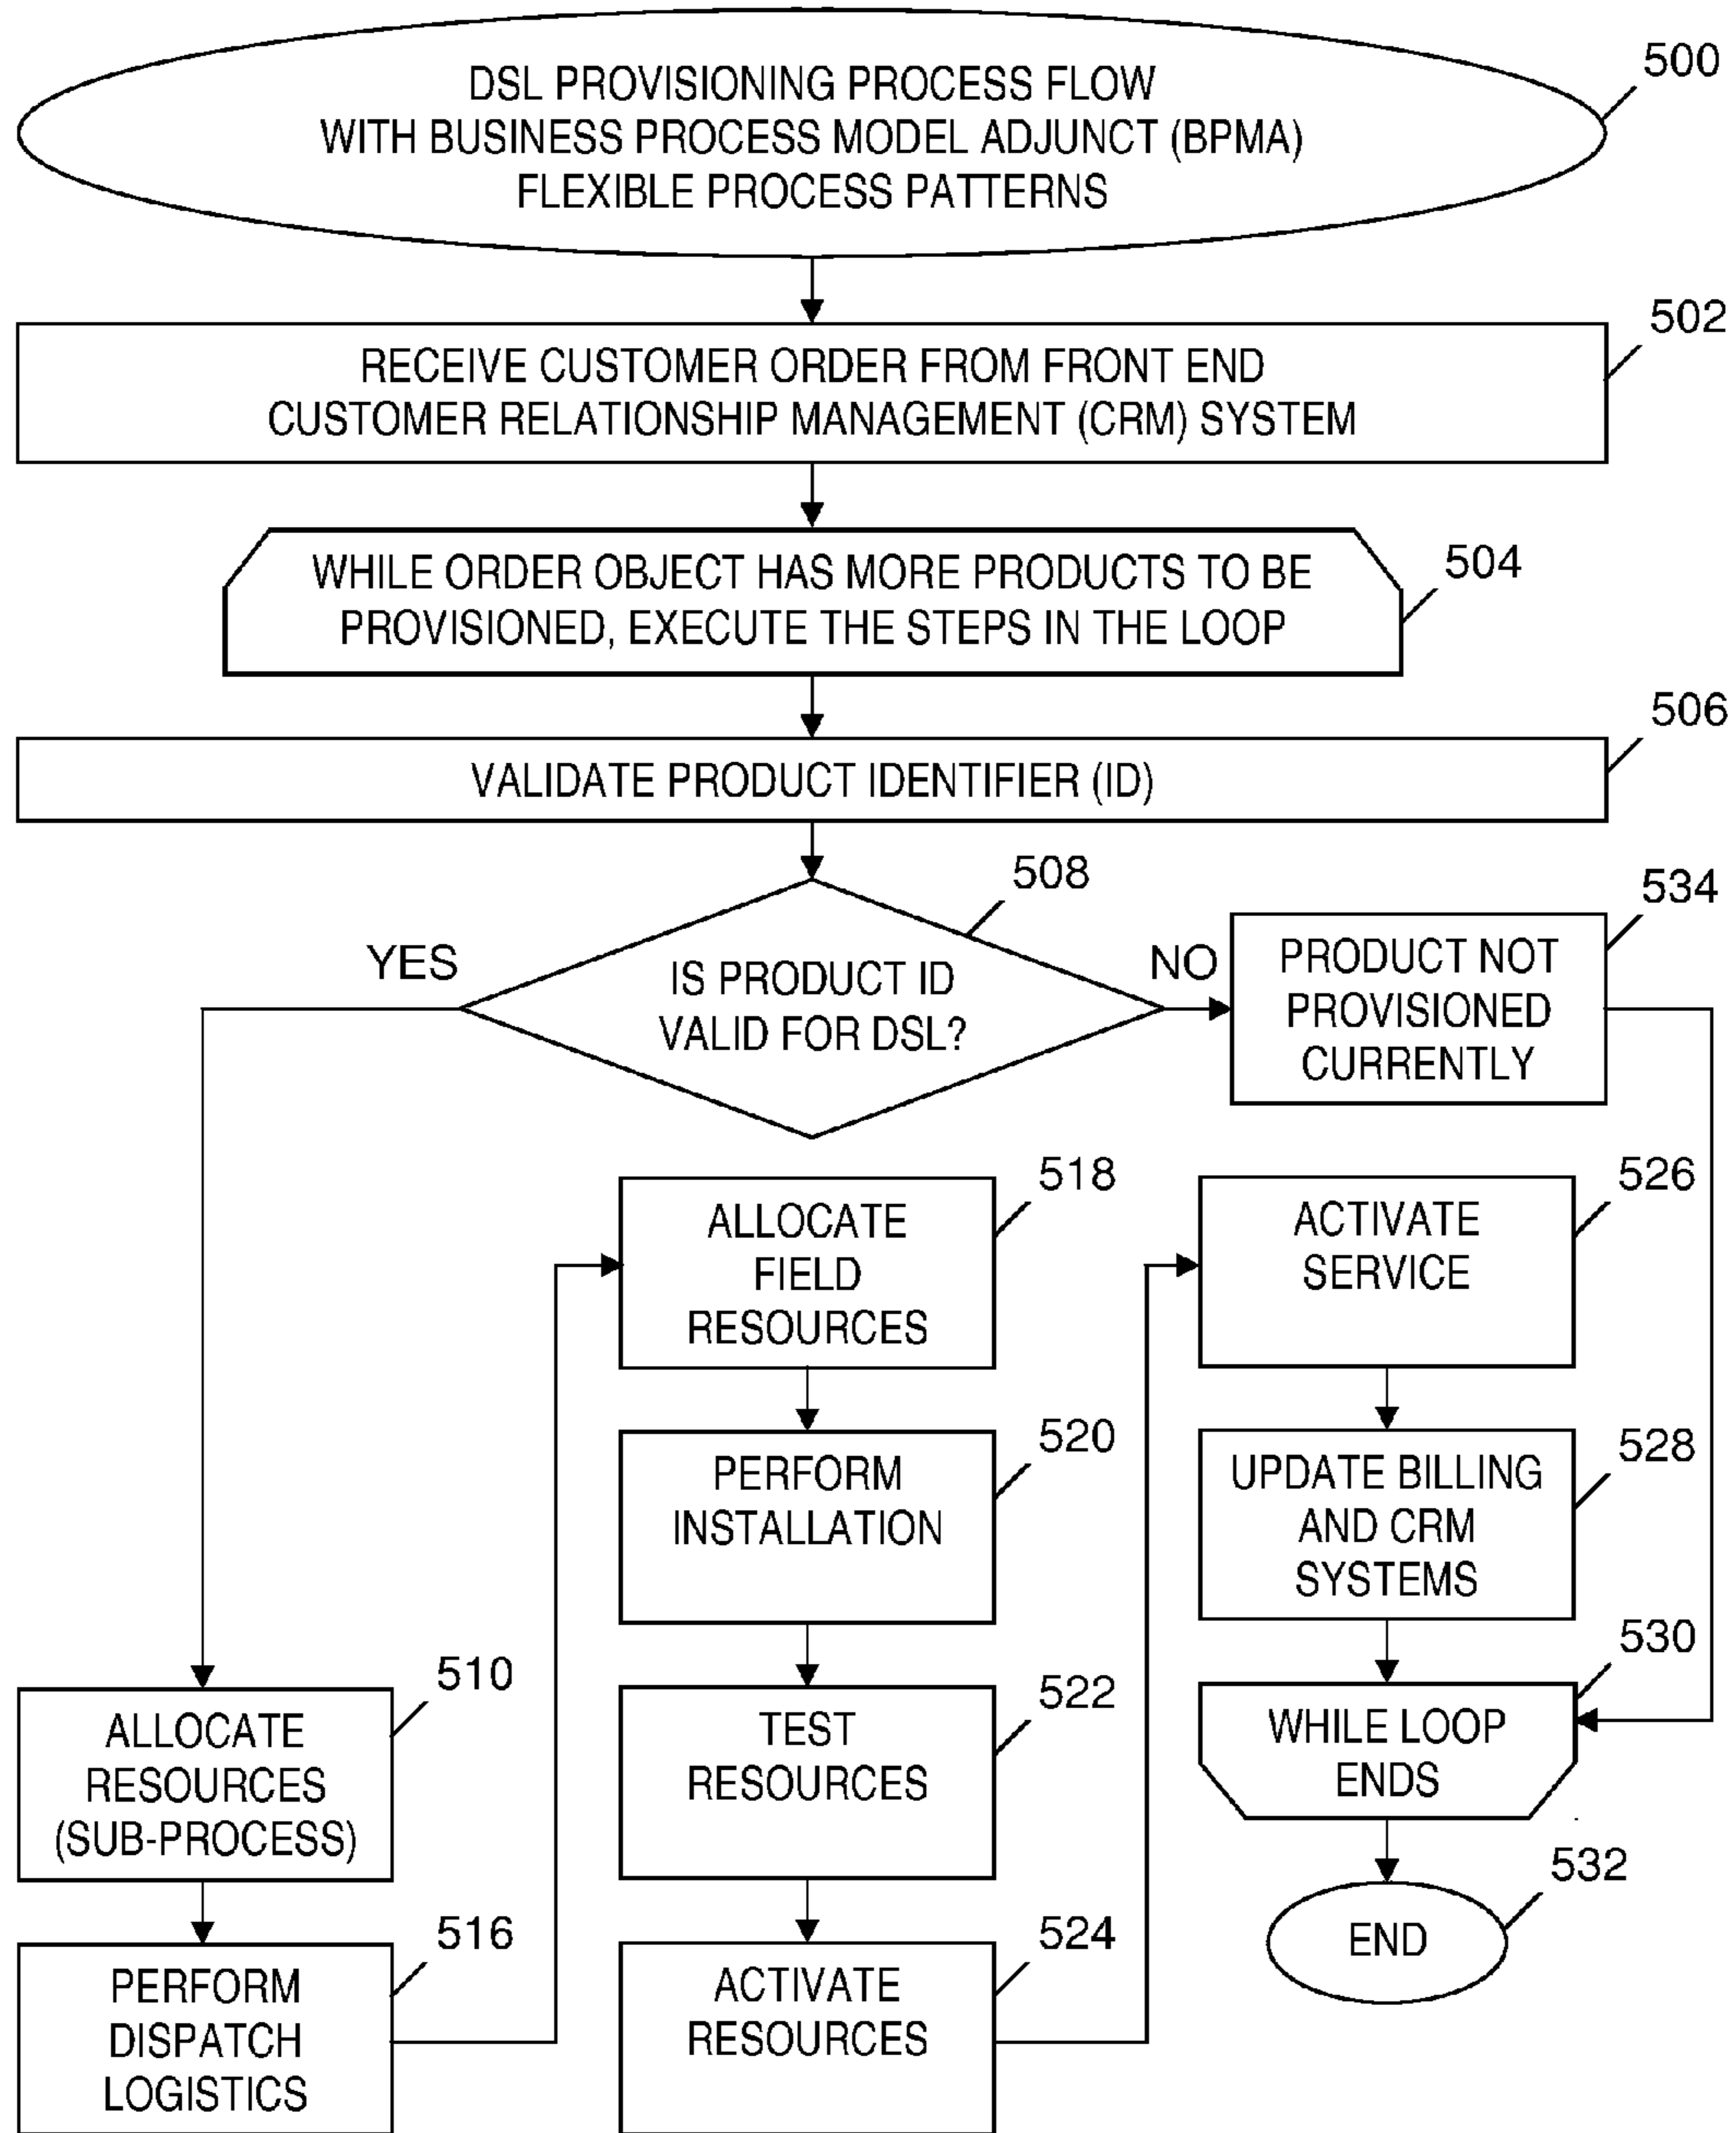 DSL PROVISIONING PROCESS FLOW
WITH BUSINESS PROCESS MODEL ADJUNCT (BPMA)
FLEXIBLE PROCESS PATTERNS
500
RECEIVE CUSTOMER ORDER FROM FRONT END
CUSTOMER RELATIONSHIP MANAGEMENT (CRM) SYSTEM
502
WHILE ORDER OBJECT HAS MORE PRODUCTS TO BE
PROVISIONED, EXECUTE THE STEPS IN THE LOOP
504
VALIDATE PRODUCT IDENTIFIER (ID)
506
IS PRODUCT ID
VALID FOR DSL?
508
YES
NO
PRODUCT NOT
PROVISIONED
CURRENTLY
534
ALLOCATE
RESOURCES
(SUB-PROCESS)
510
PERFORM
DISPATCH
LOGISTICS
516
ALLOCATE
FIELD
RESOURCES
518
PERFORM
INSTALLATION
520
TEST
RESOURCES
522
ACTIVATE
RESOURCES
524
ACTIVATE
SERVICE
526
UPDATE BILLING
AND CRM
SYSTEMS
528
WHILE LOOP
ENDS
530
END
532